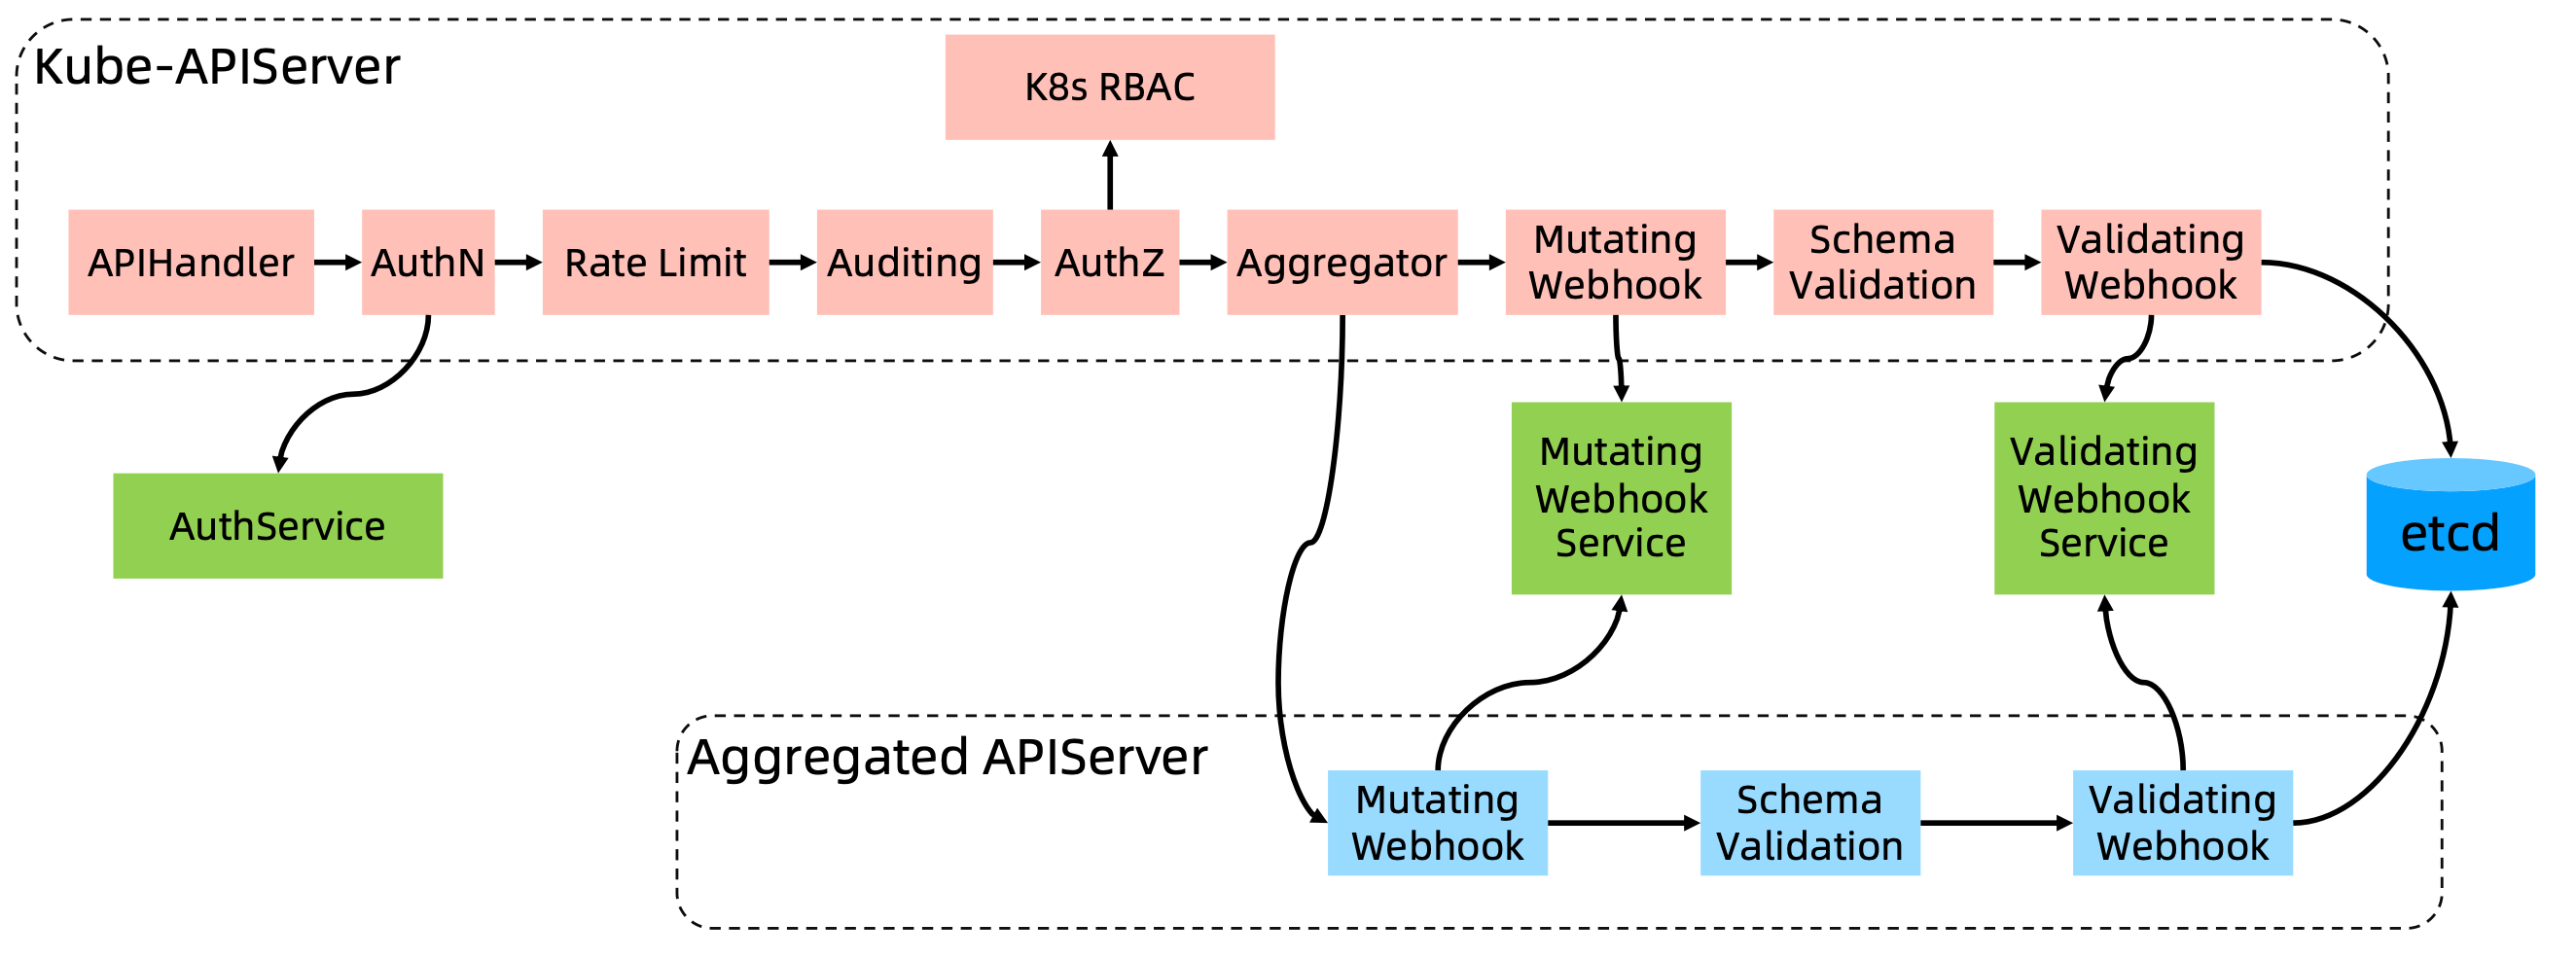 Kube-APIServer
K8s RBAC
APIHandler
AuthN
Rate Limit
Auditing
AuthZ
Aggregator
Mutating
Webhook
Schema
Validation
Validating
Webhook
AuthService
Mutating
Webhook
Service
Validating
Webhook
Service
etcd
Aggregated APIServer
Mutating
Webhook
Schema
Validation
Validating
Webhook